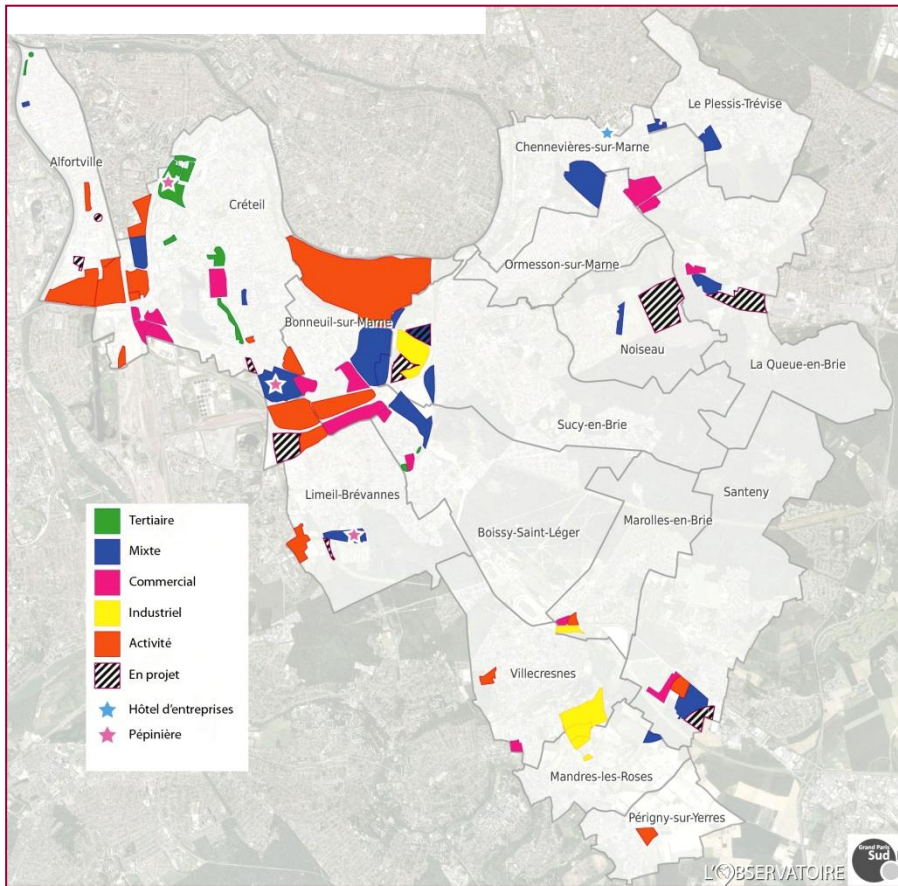 Le Plessis-Trévise
Chennevières-sur-Marne
Alfortville
Créteil
Ormesson-sur-Marne
Bonneuil-sur-Marne
Noiseau
La Queue-en-Brie
Sucy-en-Brie
Limeil-Brévannes
Santeny
Marolles-en-Brie
Boissy-Saint-Léger
Tertiaire
Mixte
Commercial
Industriel
Activité
En projet
Hôtel d'entreprises
Pépinière
Villecresnes
Mandres-les-Roses
Périgny-sur-Yerres
L'OBSERVATOIRE
Grand Paris
Sud